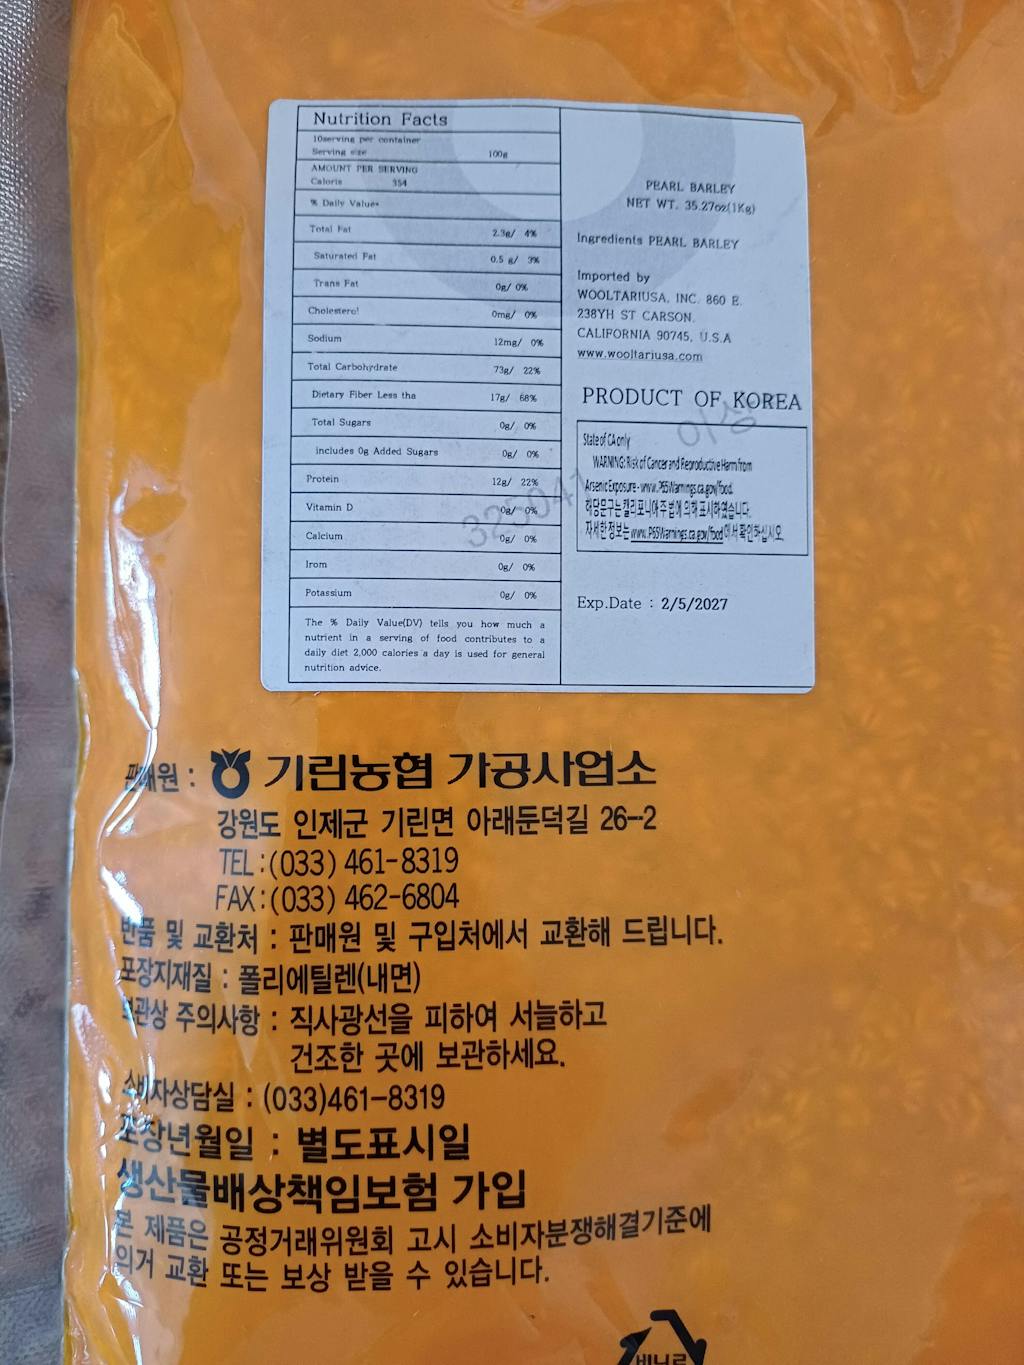 Nutrition Facts
10serving per container
Serving size 100g
AMOUNT PER SERVING
Caloris 354
% Daily Value*
Total Fat 2.3g/ 4%
Saturated Fat 0.5 g/ 3%
Trans Fat 0g/ 0%
Cholesterol 0mg/ 0%
Sodium 12mg/ 0%
Total Carbohydrate 73g/ 22%
Dietary Fiber Less tha 17g/ 68%
Total Sugars 0g/ 0%
includes 0g Added Sugars 0g/ 0%
Protein 12g/ 22%
Vitamin D 0g/ 0%
Calcium 0g/ 0%
Irom 0g/ 0%
Potassium 0g/ 0%
The % Daily Value(DV) tells you how much a
nutrient in a serving of food contributes to a
daily diet 2,000 calories a day is used for general
nutrition advice.
PEARL BARLEY
NET WT. 35.27oz(1Kg)
Ingredients PEARL BARLEY
Imported by
WOOLTARIUSA, INC. 860 E.
238YH ST CARSON,
CALIFORNIA 90745, U.S.A
www.wooltariusa.com
PRODUCT OF KOREA
이상
State of CA only
WARNING: Risk of Cancer and Reproductive Harm from
Arsenic Exposure - www.P65Warnings.ca.gov/food.
해당문구는 캘리포니아 주 법에 의해 표시하였습니다.
자세한 정보는 www.P65Warnings.ca.gov/food에서 확인하십시오
325041
Exp.Date : 2/5/2027
판매원 : 기린농협 가공사업소
강원도 인제군 기린면 아래둔덕길 26-2
TEL:(033) 461-8319
FAX:(033) 462-6804
반품 및 교환처 : 판매원 및 구입처에서 교환해 드립니다.
포장지재질 : 폴리에틸렌(내면)
보관상 주의사항 : 직사광선을 피하여 서늘하고
건조한 곳에 보관하세요.
소비자상담실 : (033)461-8319
포장년월일 : 별도표시일
생산물배상책임보험 가입
본 제품은 공정거래위원회 고시 소비자분쟁해결기준에
의거 교환 또는 보상 받을 수 있습니다.
비닐류